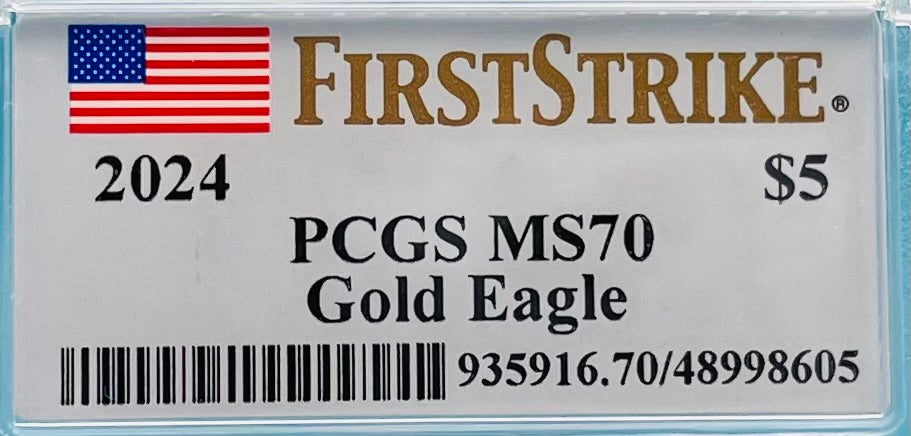 FIRSTSTRIKE®
2024 $5
PCGS MS70
Gold Eagle
935916.70/48998605